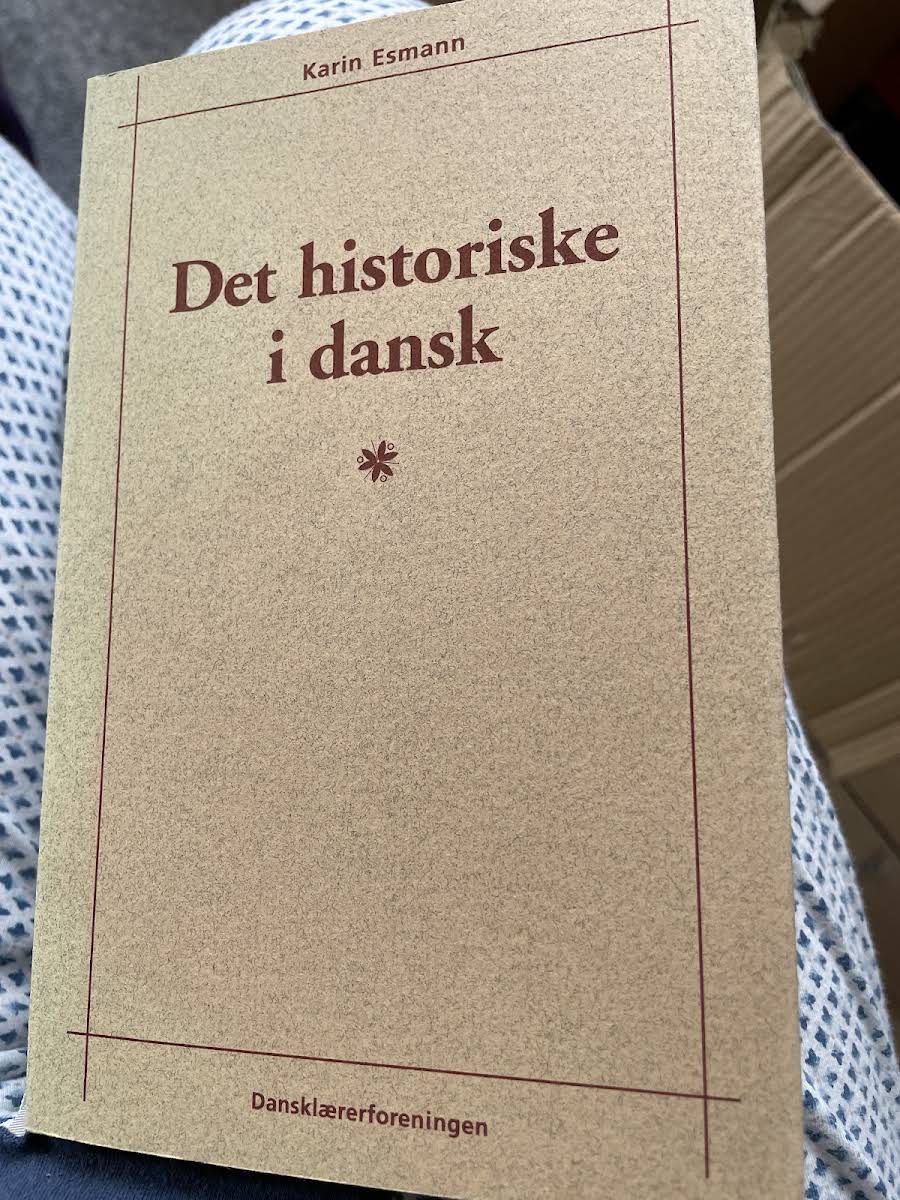 Karin Esmann
Det historiske
i dansk
Dansklærerforeningen